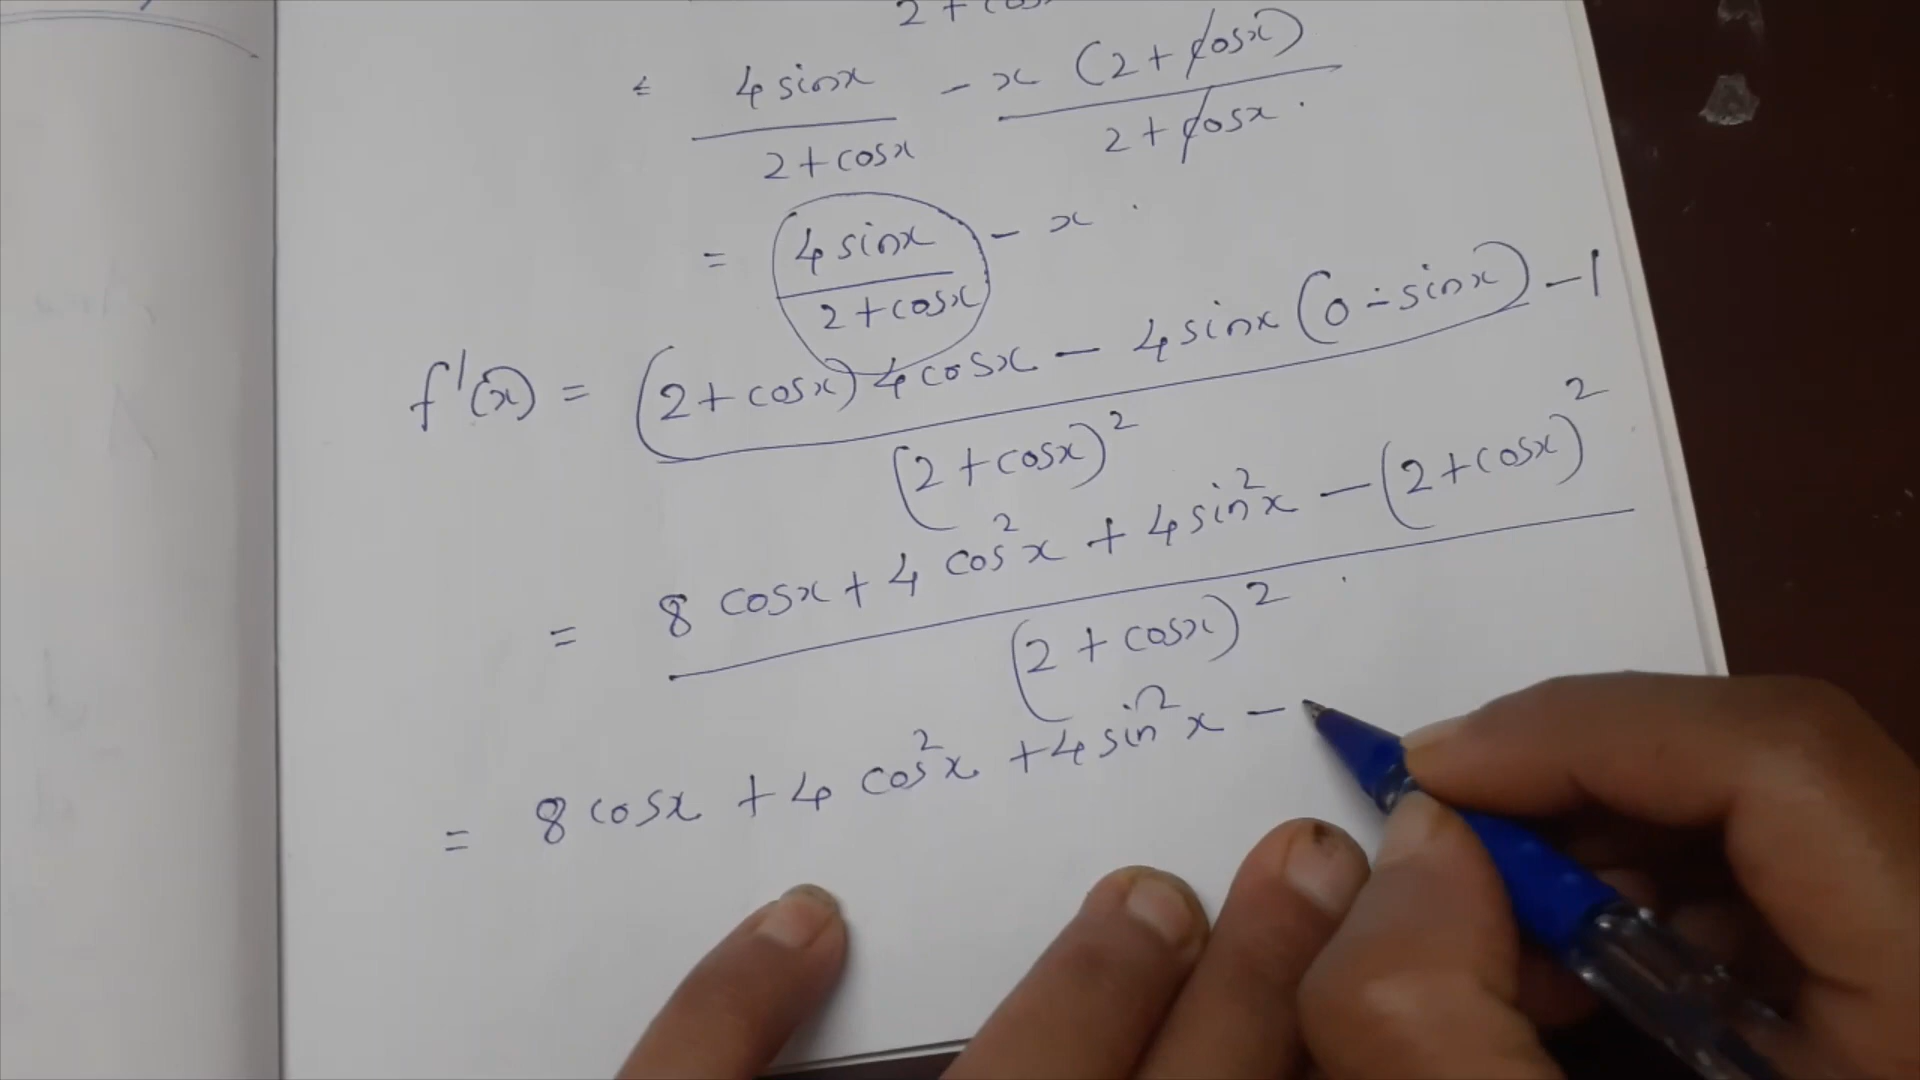 2 + cos
= 4 sinx / 2+cosx - x (2 + cosx) / 2 + cosx.
= 4 sinx / 2+cosx - x
f'(x) = (2+cosx) 4 cosx - 4 sinx (0 - sinx) / (2+cosx)² - 1
= 8 cosx + 4 cos²x + 4 sin²x - (2+cosx)² / (2 + cosx)²
= 8 cosx + 4 cos²x + 4 sin²x -